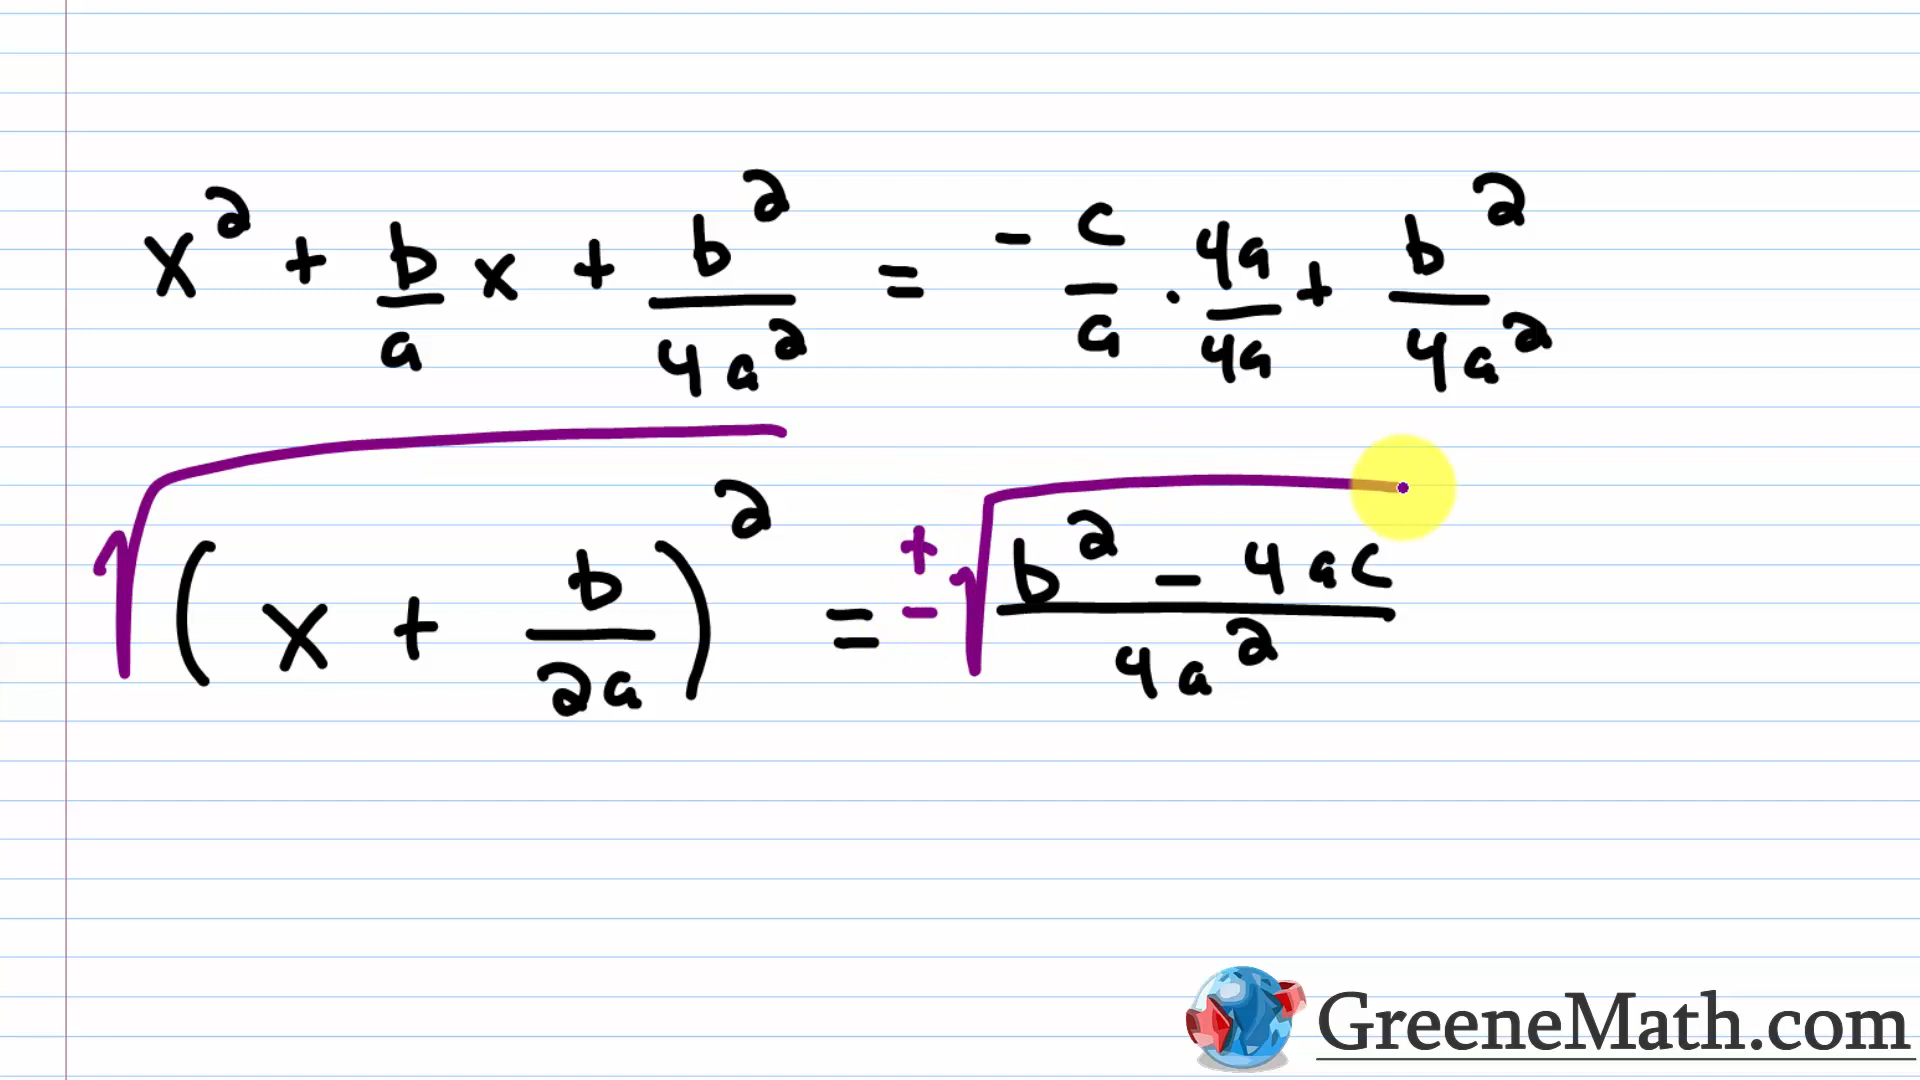 x² + b/a x + b²/4a² = - c/a · 4a/4a + b²/4a²
√(x + b/2a)² = ± √b² - 4ac/4a²
GreeneMath.com